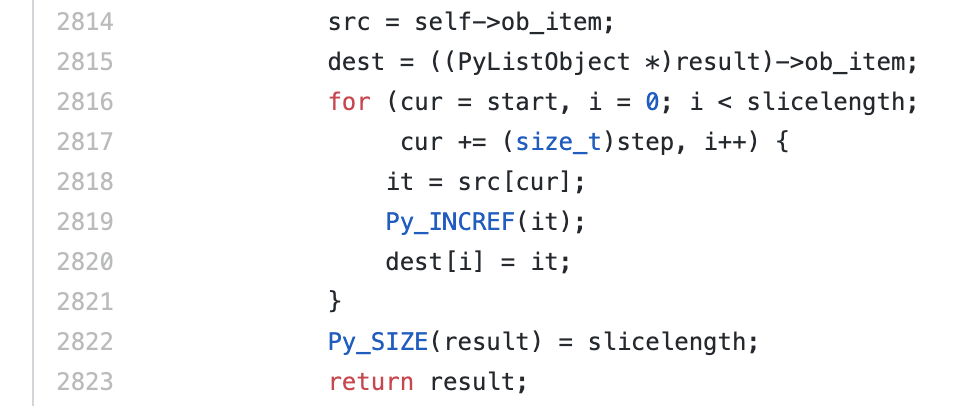 2814 src = self->ob_item;
2815 dest = ((PyListObject *)result)->ob_item;
2816 for (cur = start, i = 0; i < slicelength;
2817 cur += (size_t)step, i++) {
2818 it = src[cur];
2819 Py_INCREF(it);
2820 dest[i] = it;
2821 }
2822 Py_SIZE(result) = slicelength;
2823 return result;